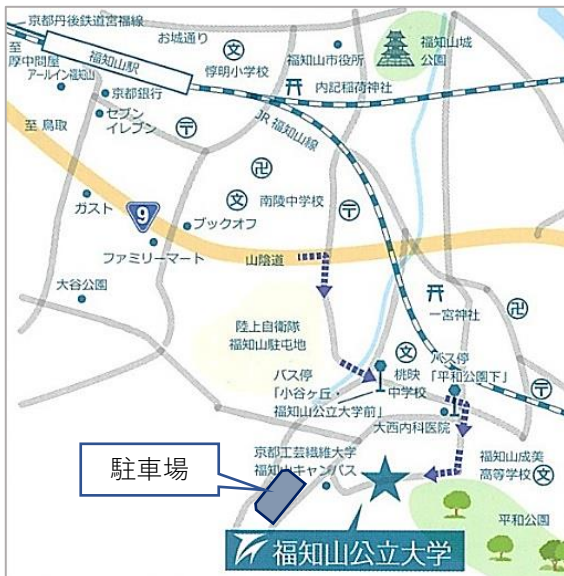 京都丹後鉄道宮福線
お城通り
至
厚中問屋
アールイン福知山
福知山駅
文
惇明小学校
福知山市役所
福知山城
公園
内記稲荷神社
京都銀行
セブン
イレブン
JR 福知山線
至 鳥取
文
南陵中学校
ガスト
9
ブックオフ
ファミリーマート
山陰道
大谷公園
一宮神社
陸上自衛隊
福知山駐屯地
文
桃映
中学校
バス停
「小谷ヶ丘・
福知山公立大学前」
バス停
「平和公園下」
大西内科医院
京都工芸繊維大学
福知山キャンパス
福知山成美
高等学校
文
駐車場
平和公園
福知山公立大学